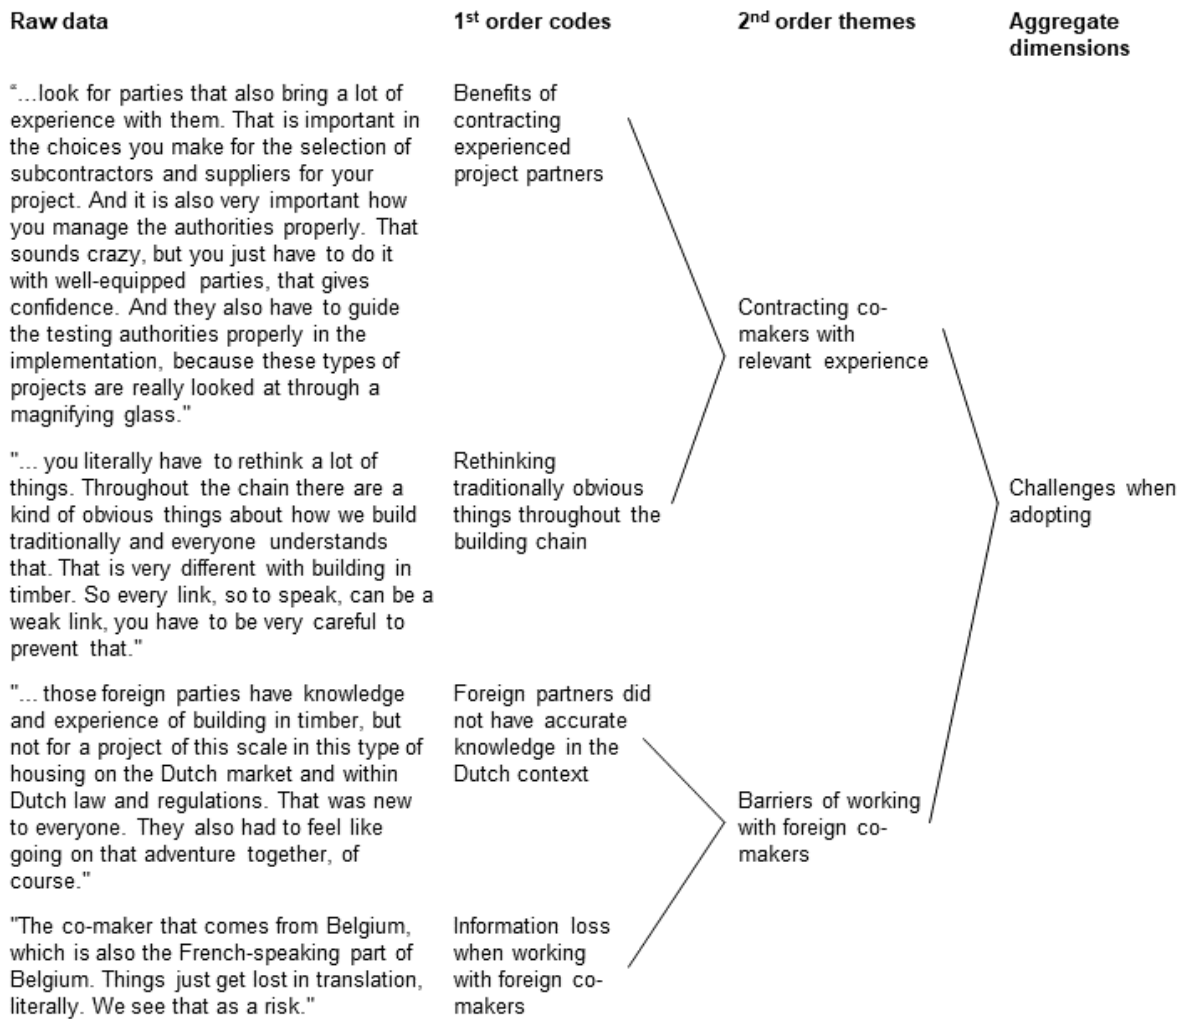 Raw data
1st order codes
2nd order themes
Aggregate
dimensions
“...look for parties that also bring a lot of
experience with them. That is important in
the choices you make for the selection of
subcontractors and suppliers for your
project. And it is also very important how
you manage the authorities properly. That
sounds crazy, but you just have to do it
with well-equipped parties, that gives
confidence. And they also have to guide
the testing authorities properly in the
implementation, because these types of
projects are really looked at through a
magnifying glass."
Benefits of
contracting
experienced
project partners
"... you literally have to rethink a lot of
things. Throughout the chain there are a
kind of obvious things about how we build
traditionally and everyone understands
that. That is very different with building in
timber. So every link, so to speak, can be a
weak link, you have to be very careful to
prevent that."
Rethinking
traditionally obvious
things throughout the
building chain
Contracting co-
makers with
relevant experience
"... those foreign parties have knowledge
and experience of building in timber, but
not for a project of this scale in this type of
housing on the Dutch market and within
Dutch law and regulations. That was new
to everyone. They also had to feel like
going on that adventure together, of
course."
Foreign partners did
not have accurate
knowledge in the
Dutch context
"The co-maker that comes from Belgium,
which is also the French-speaking part of
Belgium. Things just get lost in translation,
literally. We see that as a risk."
Information loss
when working
with foreign co-
makers
Barriers of working
with foreign co-
makers
Challenges when
adopting